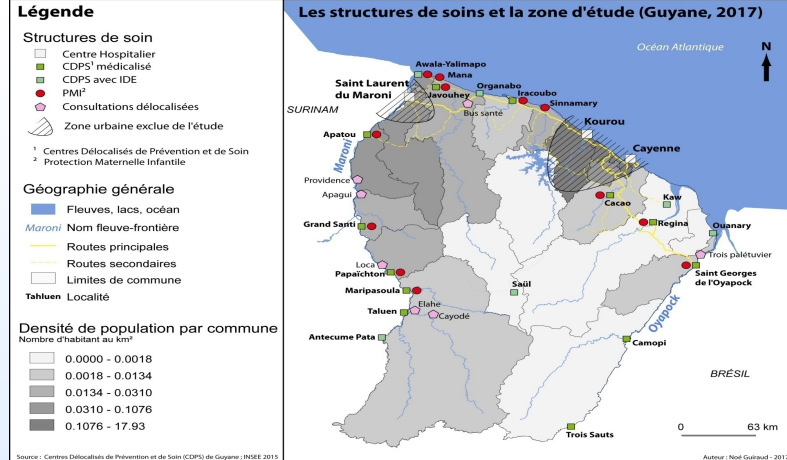 Légende
Structures de soin
Centre Hospitalier
CDPS¹ médicalisé
CDPS avec IDE
PMI²
Consultations délocalisées
Zone urbaine exclue de l'étude
¹ Centres Délocalisés de Prévention et de Soin
² Protection Maternelle Infantile
Géographie générale
Fleuves, lacs, océan
Maroni Nom fleuve-frontière
Routes principales
Routes secondaires
Limites de commune
Tahluen Localité
Densité de population par commune
Nombre d'habitant au km²
0.0000 - 0.0018
0.0018 - 0.0134
0.0134 - 0.0310
0.0310 - 0.1076
0.1076 - 17.93
Source : Centres Délocalisés de Prévention et de Soin (CDPS) de Guyane ; INSEE 2015
Les structures de soins et la zone d'étude (Guyane, 2017)
Océan Atlantique
N
Awala-Yalimapo
Mana
Saint Laurent
du Maroni
Javouhey
Organabo
Iracoubo
Sinnamary
Bus santé
SURINAM
Kourou
Cayenne
Apatou
Maroni
Providence
Apagui
Cacao
Kaw
Grand Santi
Regina
Ouanary
Trois palétuvier
Loca
Papaïchton
Saint Georges
de l'Oyapock
Maripasoula
Saül
Elahe
Taluen
Cayodé
Oyapock
Antecume Pata
Camopi
BRÉSIL
Trois Sauts
0 63 km
Auteur : Noé Guiraud - 2017